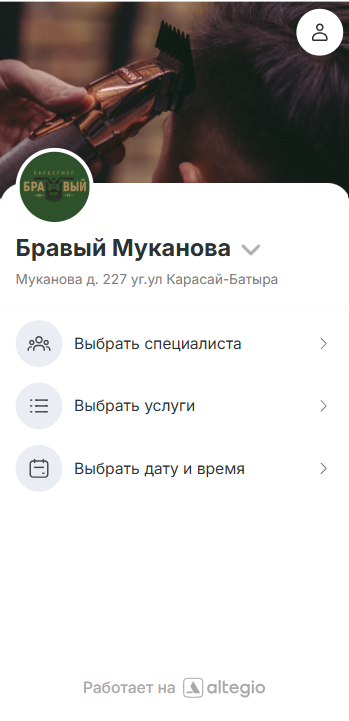 БАРБЕРШОП
БРАВЫЙ
Бравый Муканова
Муканова д. 227 уг.ул Карасай-Батыра
Выбрать специалиста
Выбрать услуги
Выбрать дату и время
Работает на altegio